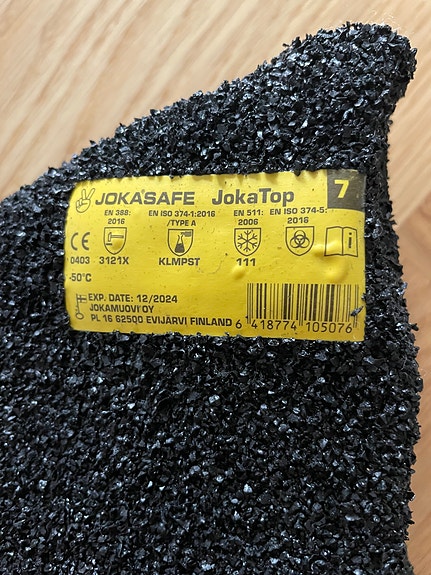 JOKASAFE JokaTop 7
EN 388: 2016
EN ISO 374-1:2016 /TYPE A
EN 511: 2006
EN ISO 374-5: 2016
CE
0403 3121X KLMPST 111
-50°C
EXP. DATE: 12/2024
JOKAMUOVI OY
PL 16 62500 EVIJÄRVI FINLAND
6 418774 105076